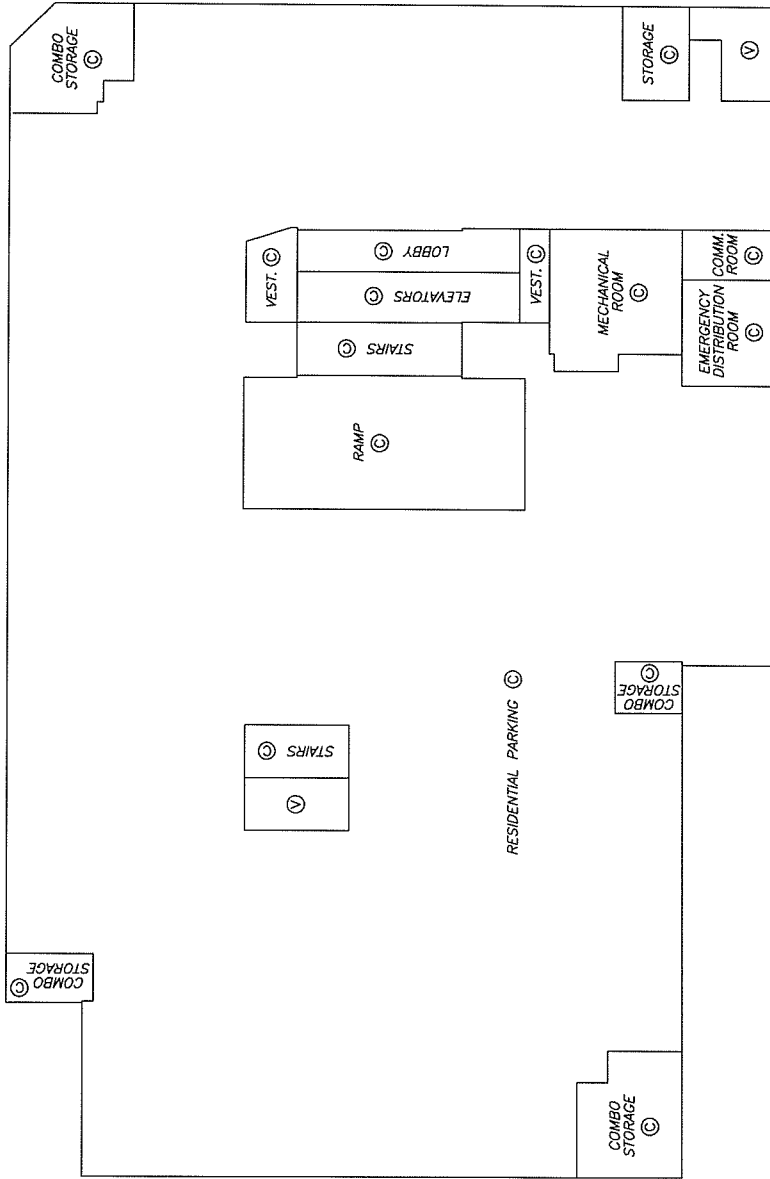 COMBO
STORAGE
Ⓒ
STORAGE
Ⓒ
Ⓥ
VEST. Ⓒ
LOBBY Ⓒ
ELEVATORS Ⓒ
STAIRS Ⓒ
VEST. Ⓒ
MECHANICAL
ROOM
Ⓒ
COMM.
ROOM
Ⓒ
EMERGENCY
DISTRIBUTION
ROOM
Ⓒ
RAMP
Ⓒ
RESIDENTIAL PARKING Ⓒ
COMBO
STORAGE
Ⓒ
STAIRS Ⓒ
Ⓥ
COMBO
STORAGE
Ⓒ
COMBO
STORAGE
Ⓒ